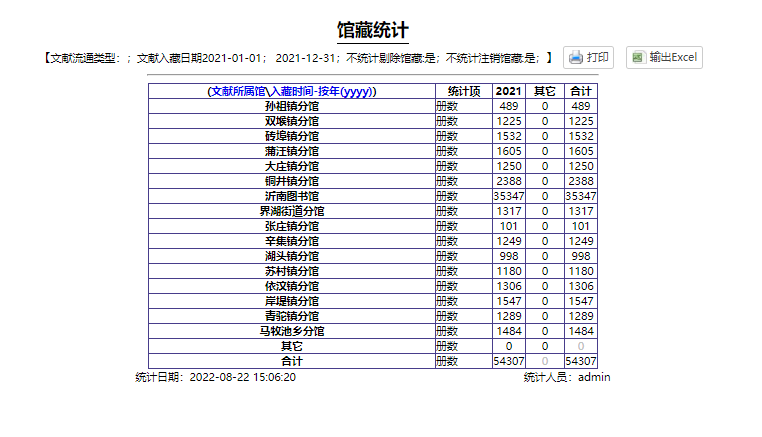 馆藏统计
【文献流通类型：；文献入藏日期2021-01-01； 2021-12-31；不统计剔除馆藏:是；不统计注销馆藏:是；】 打印 输出Excel
(文献所属馆\入藏时间-按年(yyyy)) 统计项 2021 其它 合计
孙祖镇分馆 册数 489 0 489
双堠镇分馆 册数 1225 0 1225
砖埠镇分馆 册数 1532 0 1532
蒲汪镇分馆 册数 1605 0 1605
大庄镇分馆 册数 1250 0 1250
铜井镇分馆 册数 2388 0 2388
沂南图书馆 册数 35347 0 35347
界湖街道分馆 册数 1317 0 1317
张庄镇分馆 册数 101 0 101
辛集镇分馆 册数 1249 0 1249
湖头镇分馆 册数 998 0 998
苏村镇分馆 册数 1180 0 1180
依汶镇分馆 册数 1306 0 1306
岸堤镇分馆 册数 1547 0 1547
青驼镇分馆 册数 1289 0 1289
马牧池乡分馆 册数 1484 0 1484
其它 册数 0 0 0
合计 册数 54307 0 54307
统计日期：2022-08-22 15:06:20 统计人员：admin